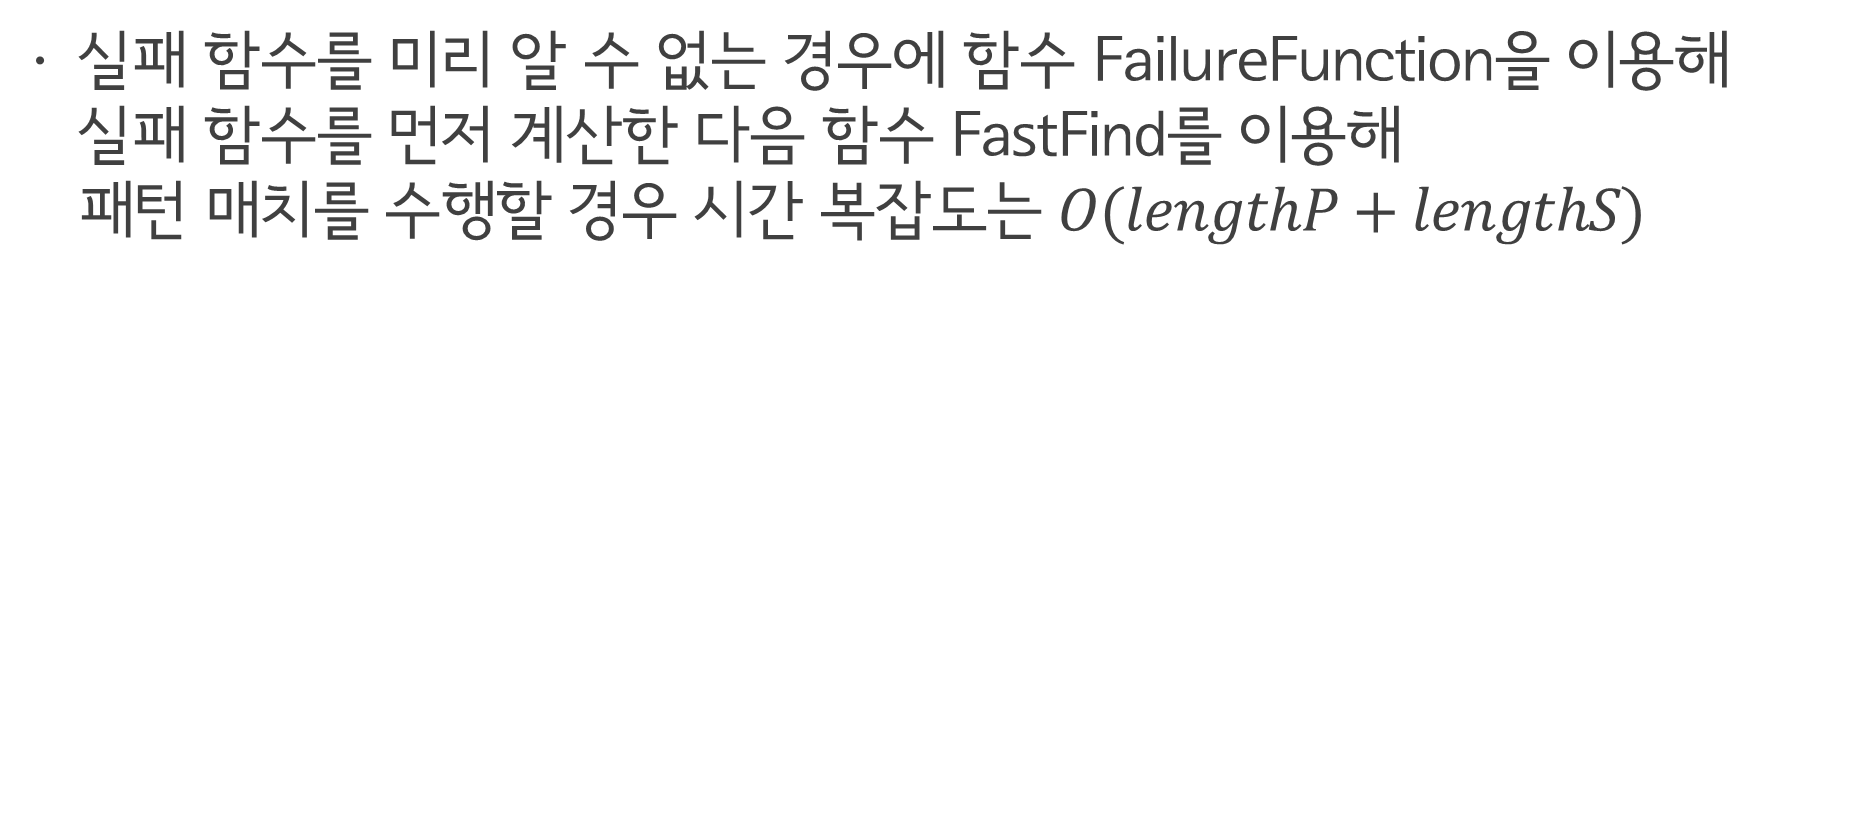 · 실패 함수를 미리 알 수 없는 경우에 함수 FailureFunction을 이용해
실패 함수를 먼저 계산한 다음 함수 FastFind를 이용해
패턴 매치를 수행할 경우 시간 복잡도는 O(lengthP + lengthS)